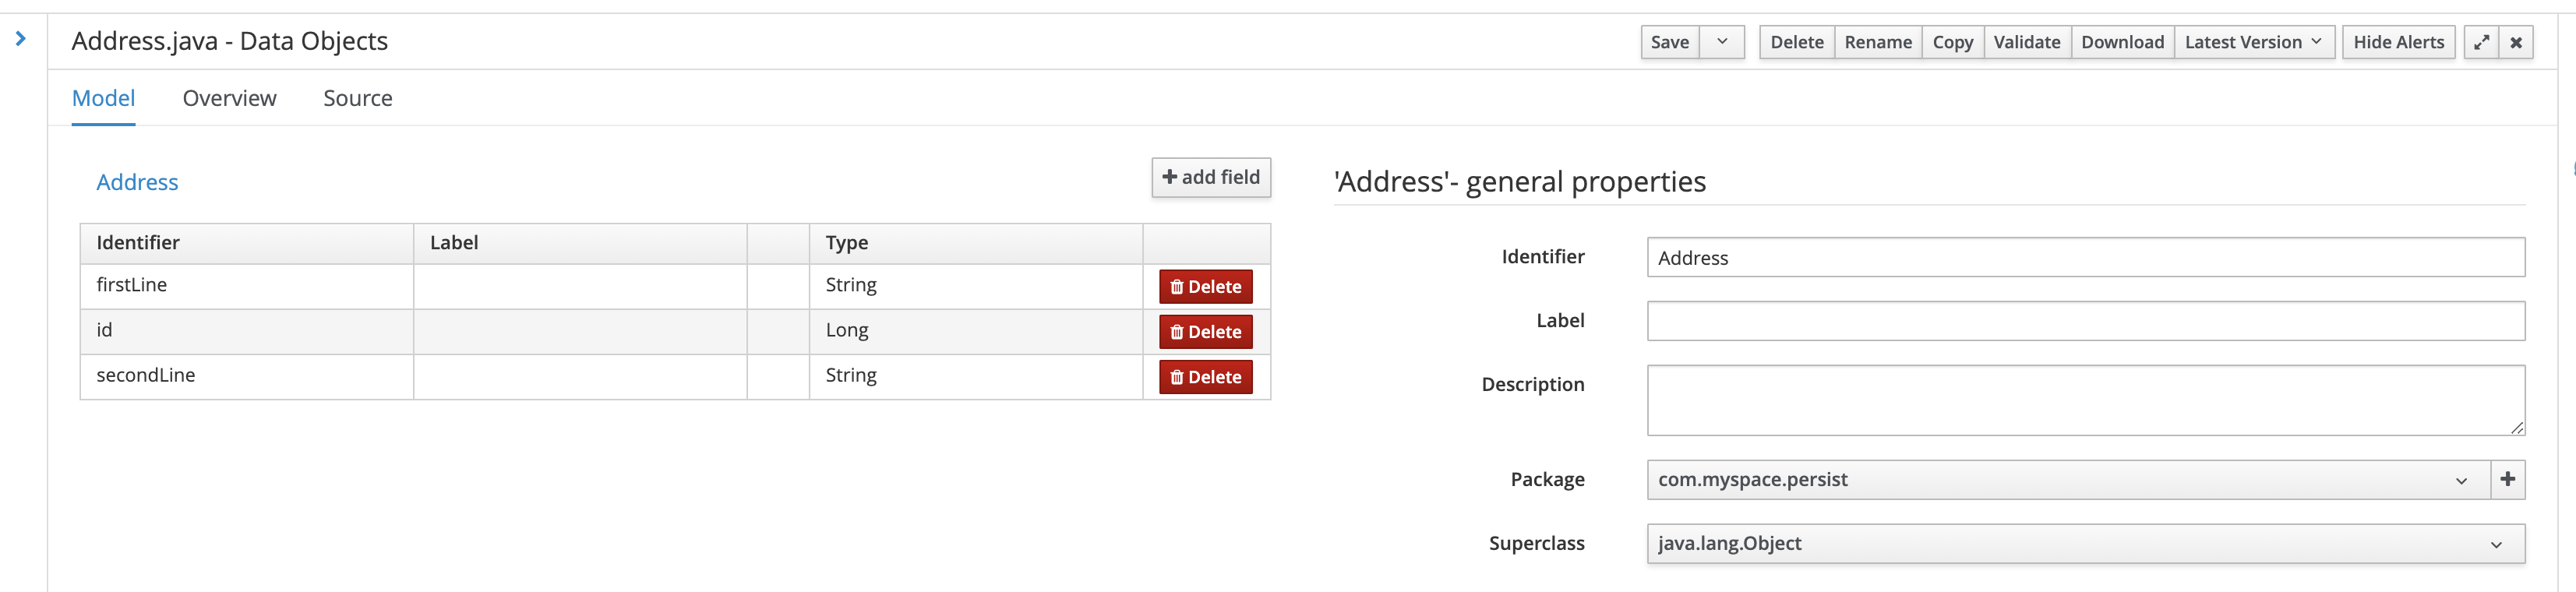 Address.java - Data Objects
Save Delete Rename Copy Validate Download Latest Version Hide Alerts
Model Overview Source
Address
+ add field
Identifier Label Type
firstLine String Delete
id Long Delete
secondLine String Delete
'Address'- general properties
Identifier Address
Label
Description
Package com.myspace.persist
Superclass java.lang.Object